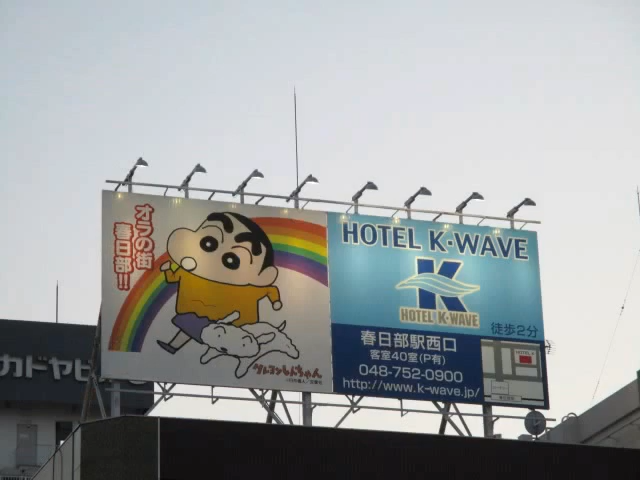 オラの街
春日部!!
クレヨンしんちゃん
HOTEL K·WAVE
K
HOTEL K·WAVE
徒歩2分
春日部駅西口
客室40室(P有)
048-752-0900
http://www.k-wave.jp/
カドヤビ